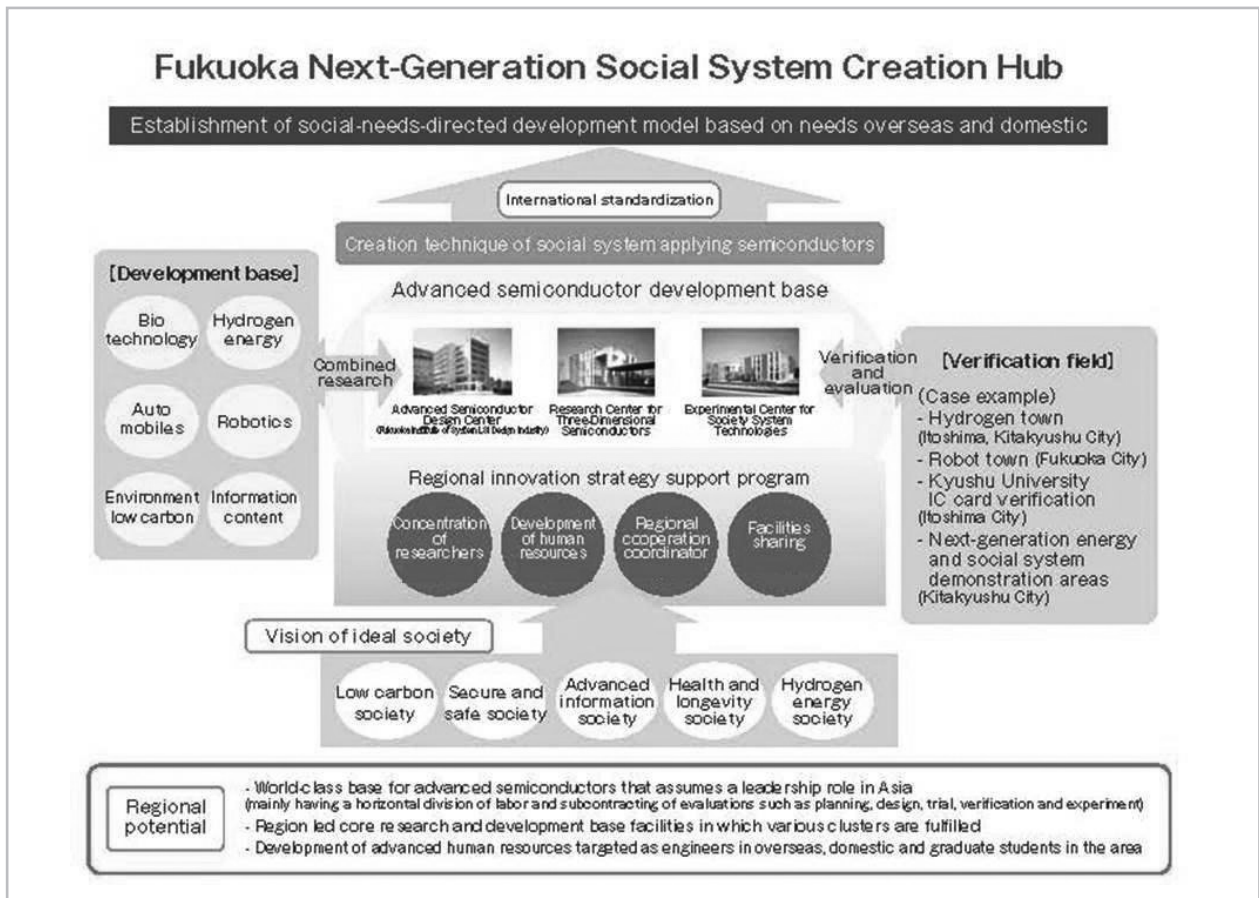 Fukuoka Next-Generation Social System Creation Hub
Establishment of social-needs-directed development model based on needs overseas and domestic
International standardization
Creation technique of social system applying semiconductors
[Development base]
Bio
technology
Hydrogen
energy
Auto
mobiles
Robotics
Environment
low carbon
Information
content
Combined
research
Advanced semiconductor development base
Advanced Semiconductor
Design Center
(Fukuoka Institute of System LSI Design Industry)
Research Center for
Three-Dimensional
Semiconductors
Experimental Center for
Society System
Technologies
Verification
and
evaluation
[Verification field]
(Case example)
- Hydrogen town
(Itoshima, Kitakyushu City)
- Robot town (Fukuoka City)
- Kyushu University
IC card verification
(Itoshima City)
- Next-generation energy
and social system
demonstration areas
(Kitakyushu City)
Regional innovation strategy support program
Concentration
of
researchers
Development
of human
resources
Regional
cooperation
coordinator
Facilities
sharing
Vision of ideal society
Low carbon
society
Secure and
safe society
Advanced
information
society
Health and
longevity
society
Hydrogen
energy
society
Regional
potential
- World-class base for advanced semiconductors that assumes a leadership role in Asia
(mainly having a horizontal division of labor and subcontracting of evaluations such as planning, design, trial, verification and experiment)
- Region led core research and development base facilities in which various clusters are fulfilled
- Development of advanced human resources targeted as engineers in overseas, domestic and graduate students in the area